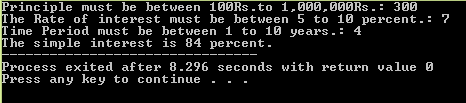 Principle must be between 100Rs.to 1,000,000Rs.: 300
The Rate of interest must be between 5 to 10 percent.: 7
Time Period must be between 1 to 10 years.: 4
The simple interest is 84 percent.
--------------------------------
Process exited after 8.296 seconds with return value 0
Press any key to continue . . .